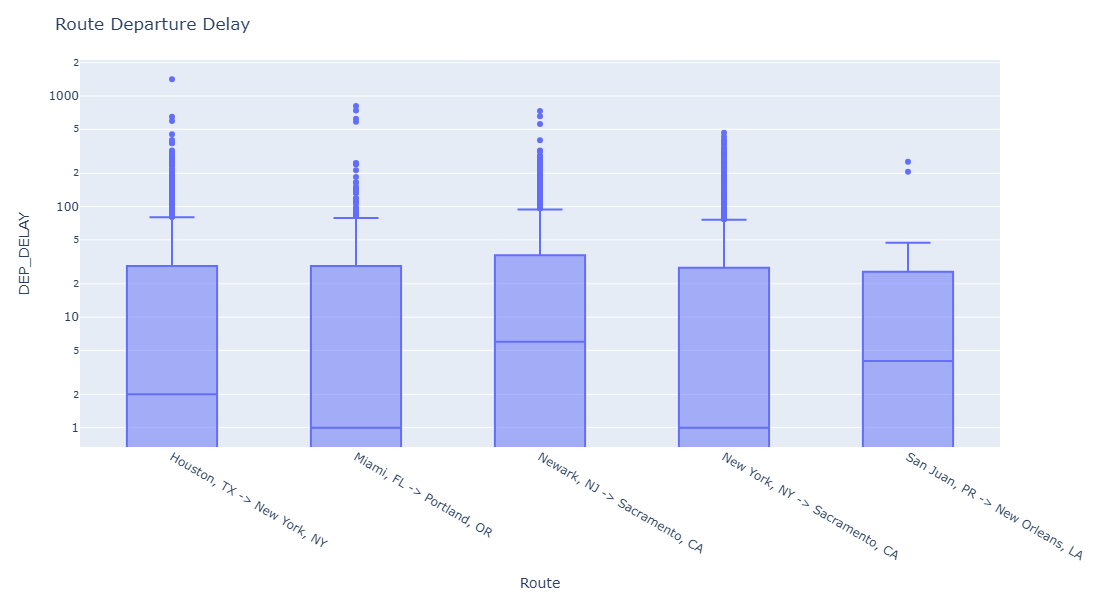 Route Departure Delay
2
1000
5
2
100
5
2
10
5
2
1
DEP_DELAY
Houston, TX -> New York, NY
Miami, FL -> Portland, OR
Newark, NJ -> Sacramento, CA
New York, NY -> Sacramento, CA
San Juan, PR -> New Orleans, LA
Route